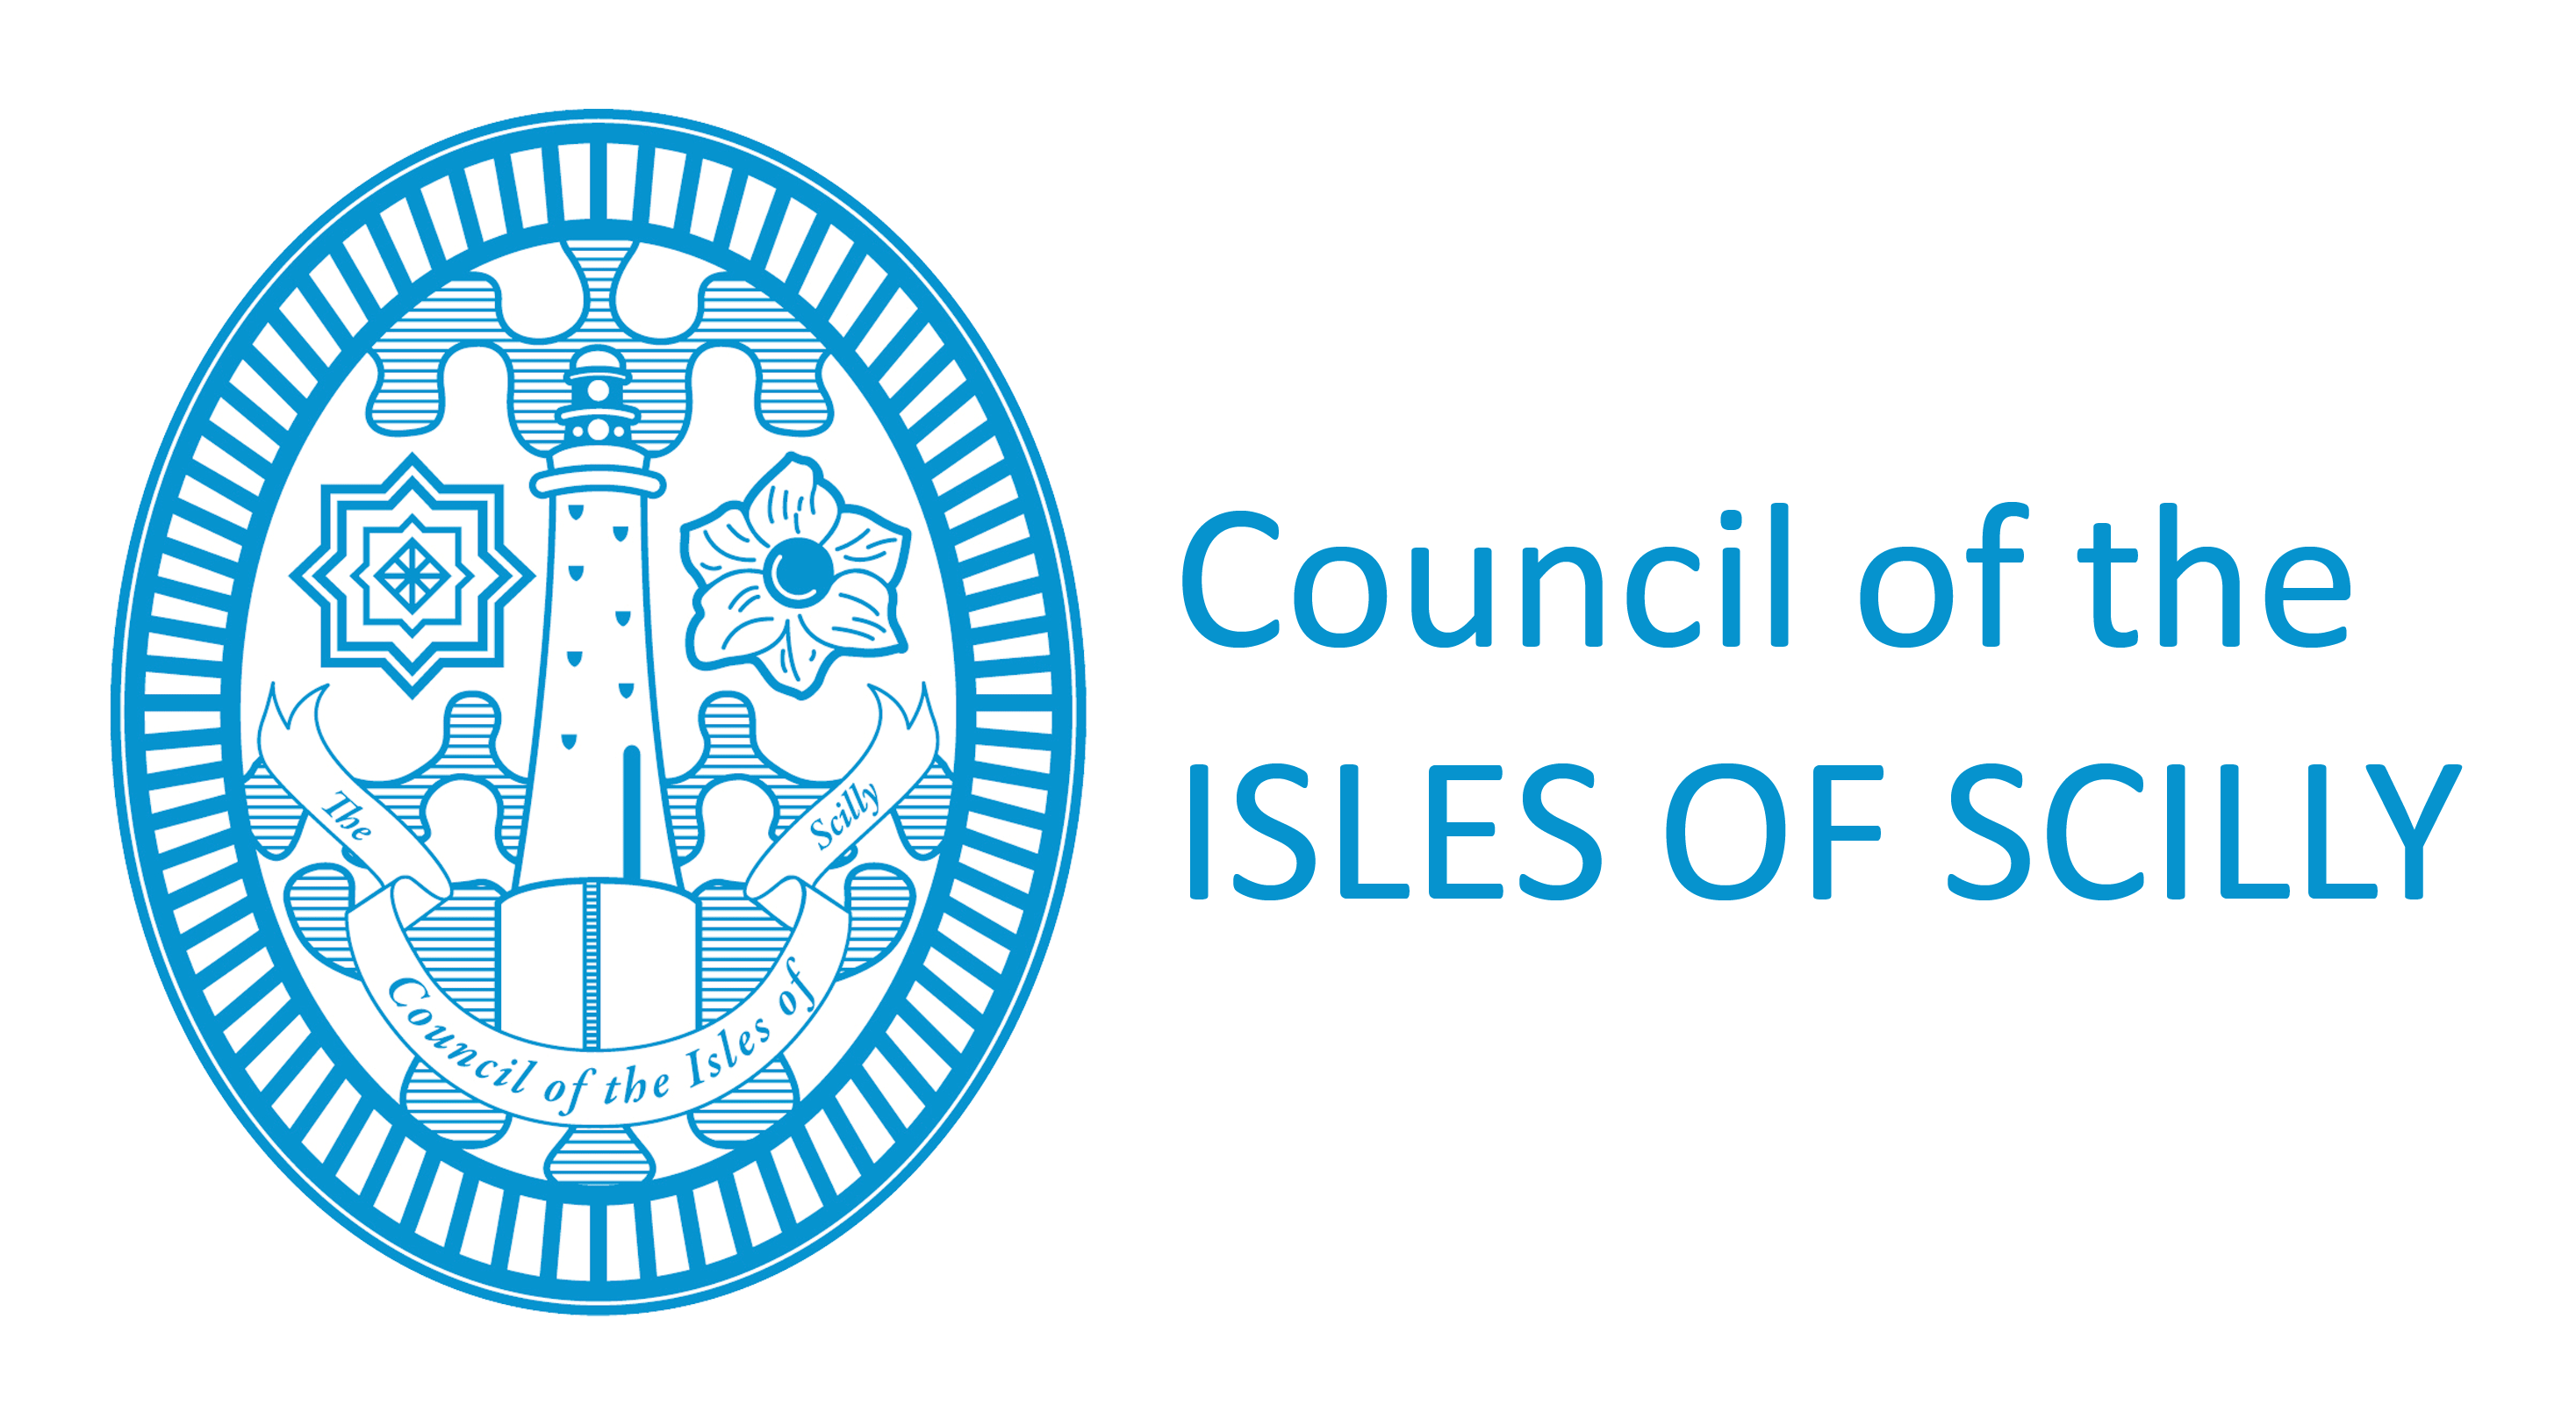 The
Council of the Isles of
Scilly
Council of the
ISLES OF SCILLY